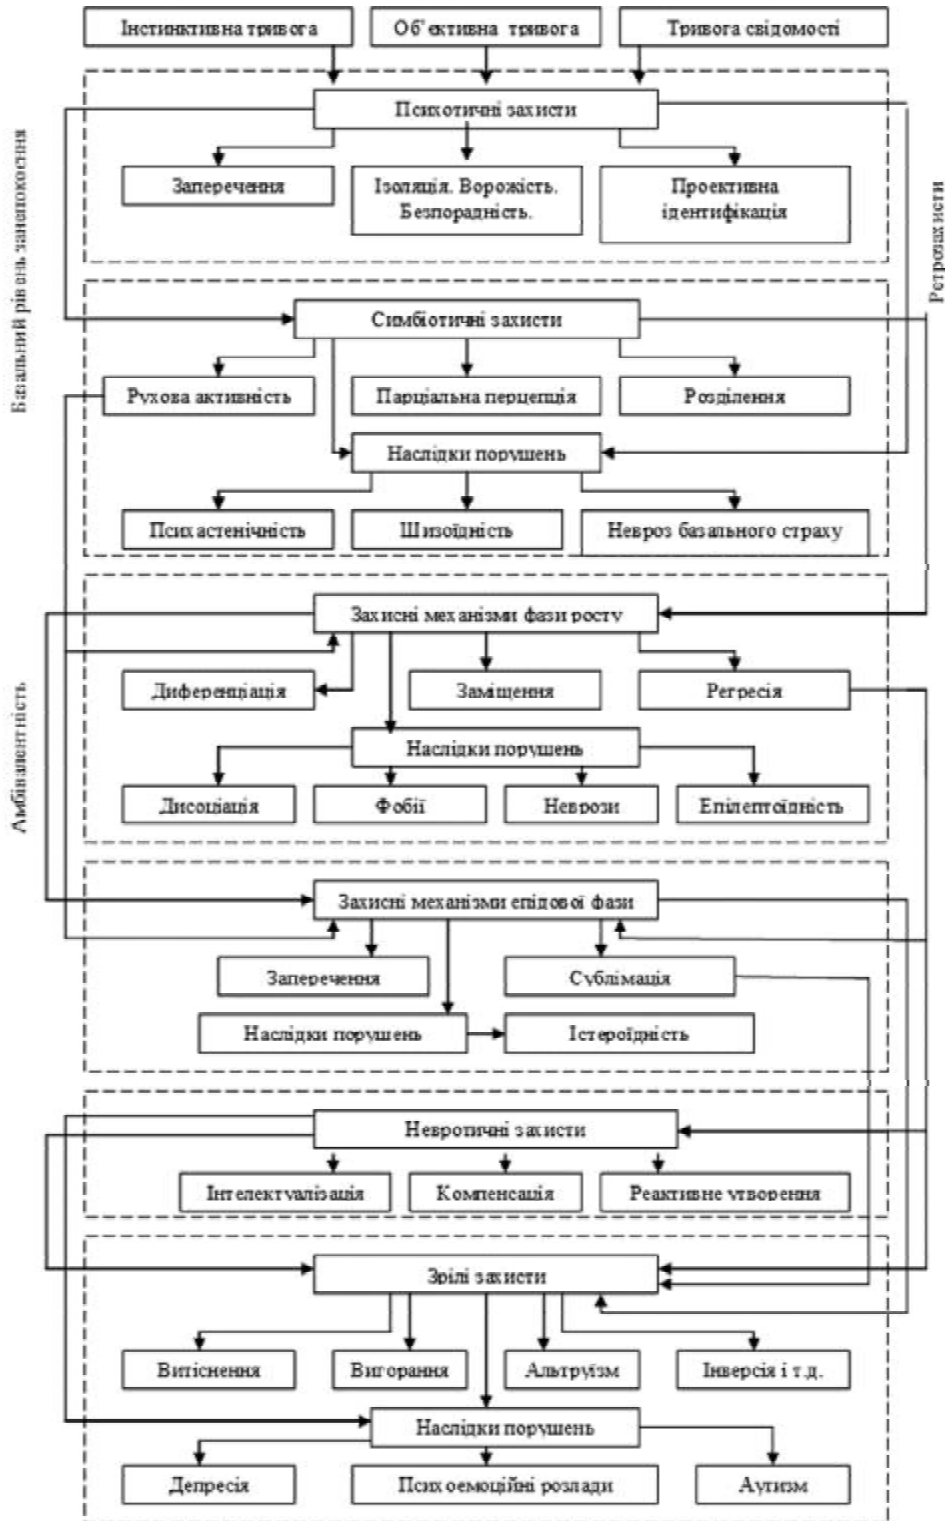 Інстинктивна тривога
Об'єктивна тривога
Тривога свідомості
Психотичні захисти
Заперечення
Ізоляція. Ворожість.
Безпорадність.
Проективна
ідентифікація
Базальний рівень занепокоєння
Ретрозахисти
Симбіотичні захисти
Рухова активність
Парціальна перцепція
Розділення
Наслідки порушень
Психастенічність
Шизоїдність
Невроз базального страху
Захисні механізми фази росту
Диференціація
Заміщення
Регресія
Амбівалентність
Наслідки порушень
Дисоціація
Фобії
Неврози
Епілептоїдність
Захисні механізми епідової фази
Заперечення
Сублімація
Наслідки порушень
Істероїдність
Невротичні захисти
Інтелектуалізація
Компенсація
Реактивне утворення
Зрілі захисти
Витіснення
Вигорання
Альтруїзм
Інверсія і т.д.
Наслідки порушень
Депресія
Психоемоційні розлади
Аутизм